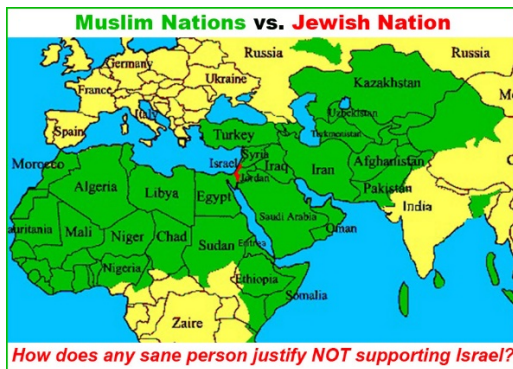 Muslim Nations vs. Jewish Nation
Russia
Russia
Germany
Ukraine
France
Kazakhstan
Italy
Uzbekistan
Spain
Turkey
Turkmenistan
Syria
Morocco
Israel
Iraq
Iran
Afghanistan
Jordan
Algeria
Libya
Egypt
Pakistan
Saudi Arabia
India
Oman
uritania
Mali
Niger
Chad
Sudan
Eritrea
Nigeria
Ethiopia
Somalia
Zaire
How does any sane person justify NOT supporting Israel?